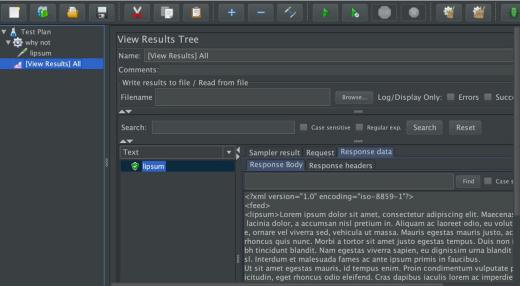 Test Plan
why not
lipsum
[View Results] All
View Results Tree
Name: [View Results] All
Comments:
Write results to file / Read from file
Filename Browse... Log/Display Only: Errors
Search: Case sensitive Regular exp. Search Reset
Text
lipsum
Sampler result Request Response data
Response Body Response headers
Find Case
<?xml version="1.0" encoding="iso-8859-1"?>
<feed>
<lipsum>Lorem ipsum dolor sit amet, consectetur adipiscing elit. Maecenas
lacinia dolor, a accumsan nisl pretium in. Aliquam ac laoreet odio, eu volut
e, ornare vel viverra sed, vehicula ut massa. Mauris egestas mauris justo, ac
rhoncus quis nunc. Morbi a tortor sit amet justo egestas tempus. Duis non
bh tincidunt blandit. Nam egestas viverra sapien, eu dignissim urna blandit
sl. Interdum et malesuada fames ac ante ipsum primis in faucibus.
Ut sit amet egestas mauris, id tempus enim. Proin condimentum vulputate
icitudin, eget rhoncus odio eleifend. Cras dapibus iaculis lorem ac imperdie